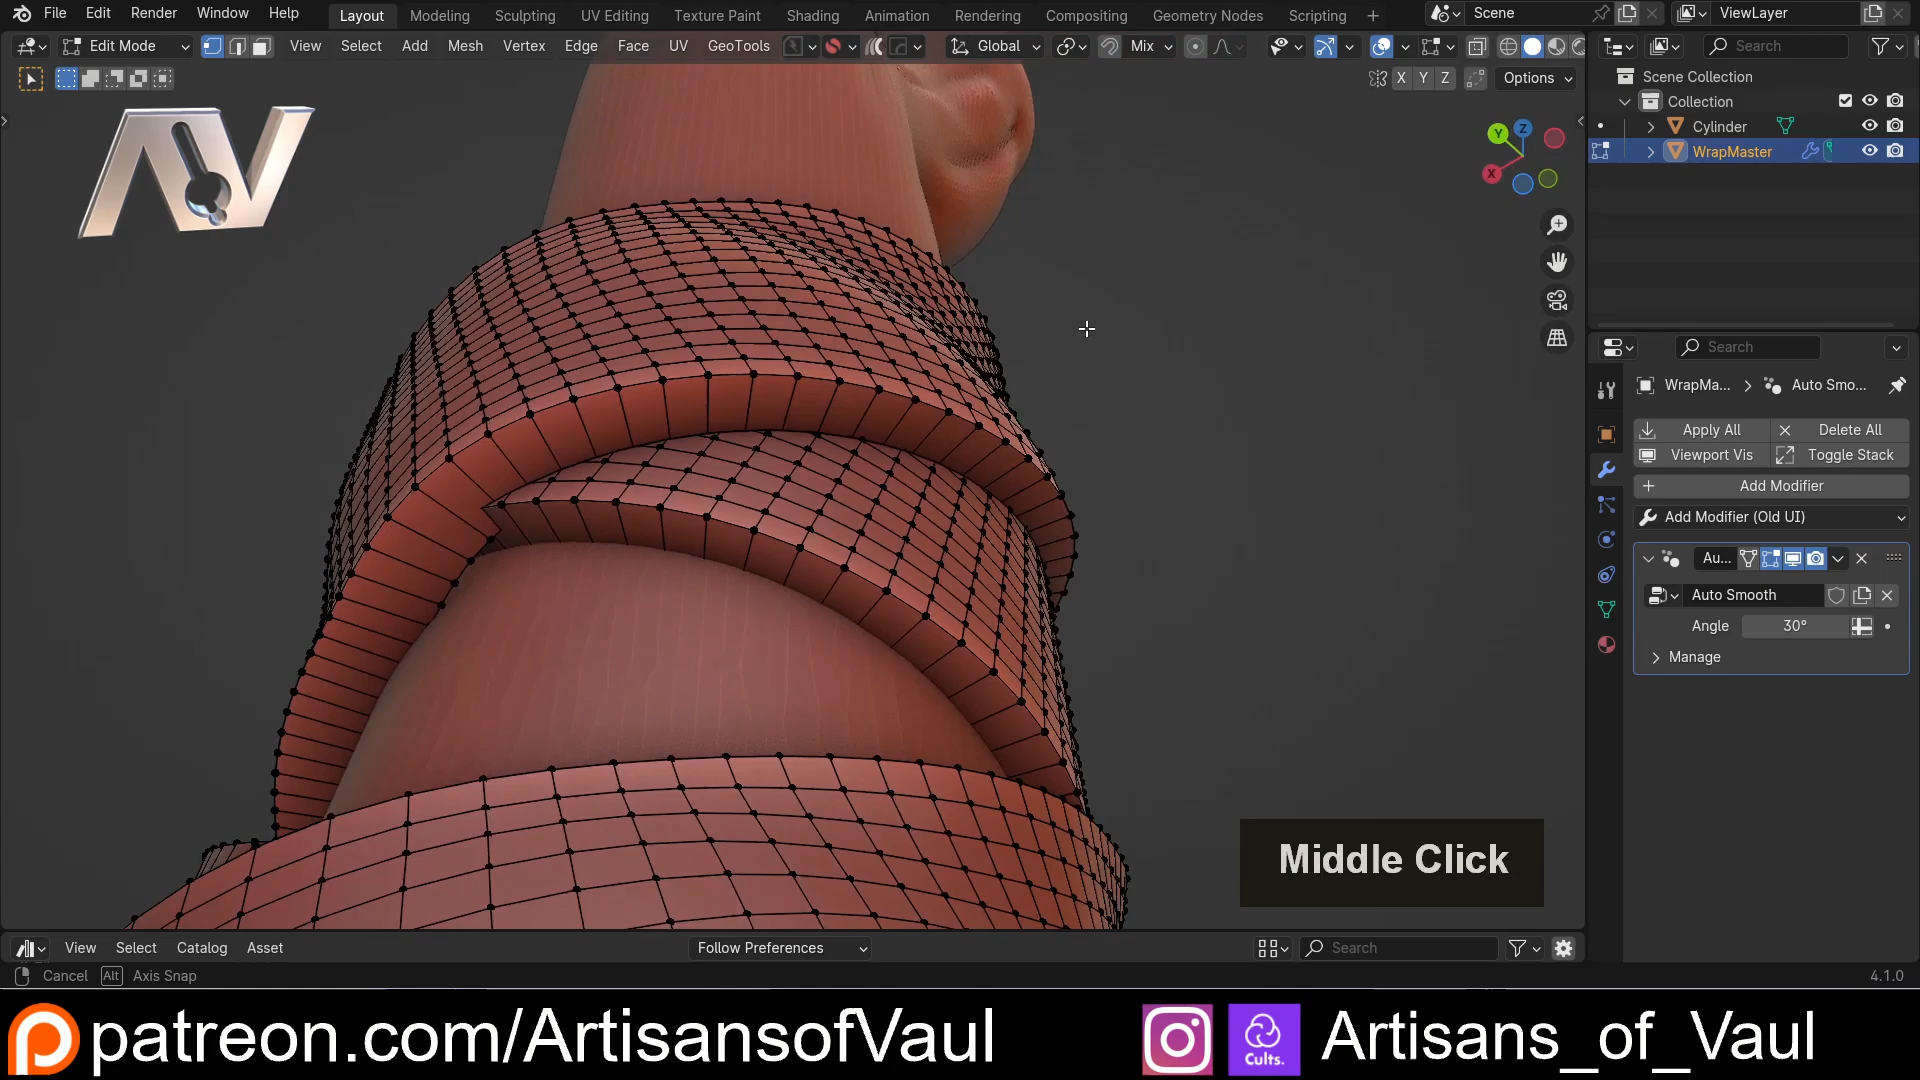 File Edit Render Window Help Layout Modeling Sculpting UV Editing Texture Paint Shading Animation Rendering Compositing Geometry Nodes Scripting + Scene ViewLayer
Edit Mode View Select Add Mesh Vertex Edge Face UV GeoTools Global Mix Search
X Y Z Options
Scene Collection
Collection
Cylinder
WrapMaster
AV
Y Z X
Search
WrapMa... > Auto Smo...
Apply All Delete All
Viewport Vis Toggle Stack
Add Modifier
Add Modifier (Old UI)
Au...
Auto Smooth
Angle 30°
Manage
Middle Click
View Select Catalog Asset Follow Preferences Search
Cancel Alt Axis Snap 4.1.0
patreon.com/ArtisansofVaul Cults. Artisans_of_Vaul